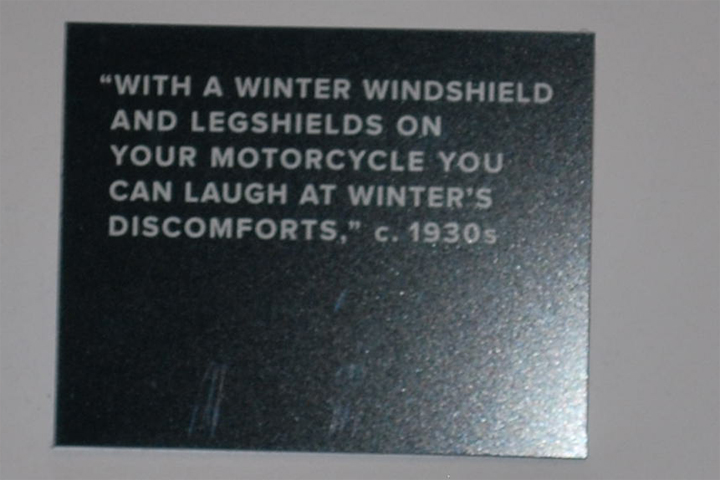 “WITH A WINTER WINDSHIELD
AND LEGSHIELDS ON
YOUR MOTORCYCLE YOU
CAN LAUGH AT WINTER’S
DISCOMFORTS,” c. 1930s